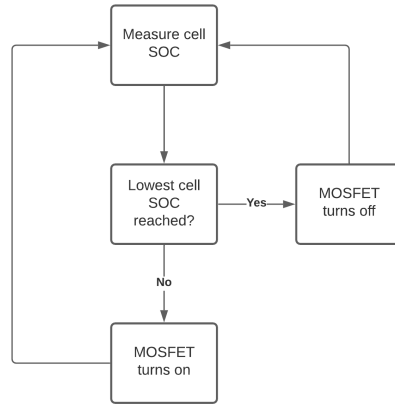 Measure cell
SOC
Lowest cell
SOC
reached?
Yes
MOSFET
turns off
No
MOSFET
turns on